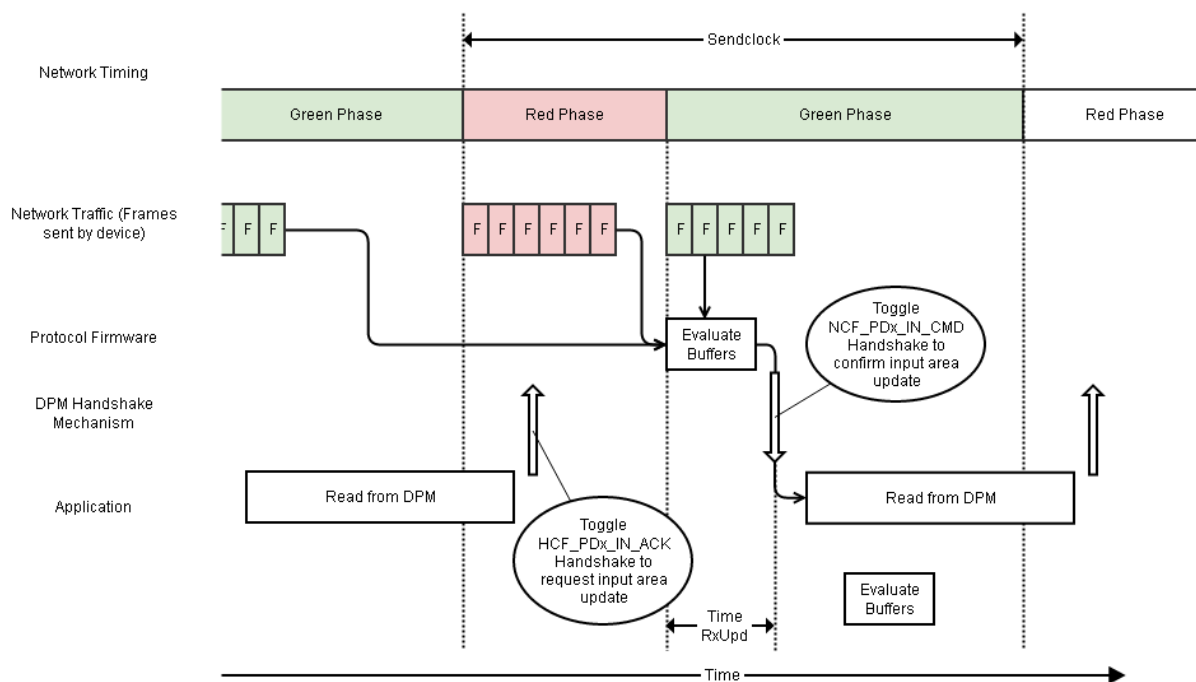 Sendclock
Network Timing
Green Phase
Red Phase
Green Phase
Red Phase
Network Traffic (Frames
sent by device)
F F F
F F F F F F
F F F F F
Protocol Firmware
Evaluate
Buffers
Toggle
NCF_PDx_IN_CMD
Handshake to
confirm input area
update
DPM Handshake
Mechanism
Application
Read from DPM
Read from DPM
Toggle
HCF_PDx_IN_ACK
Handshake to
request input area
update
Evaluate
Buffers
Time
RxUpd
Time